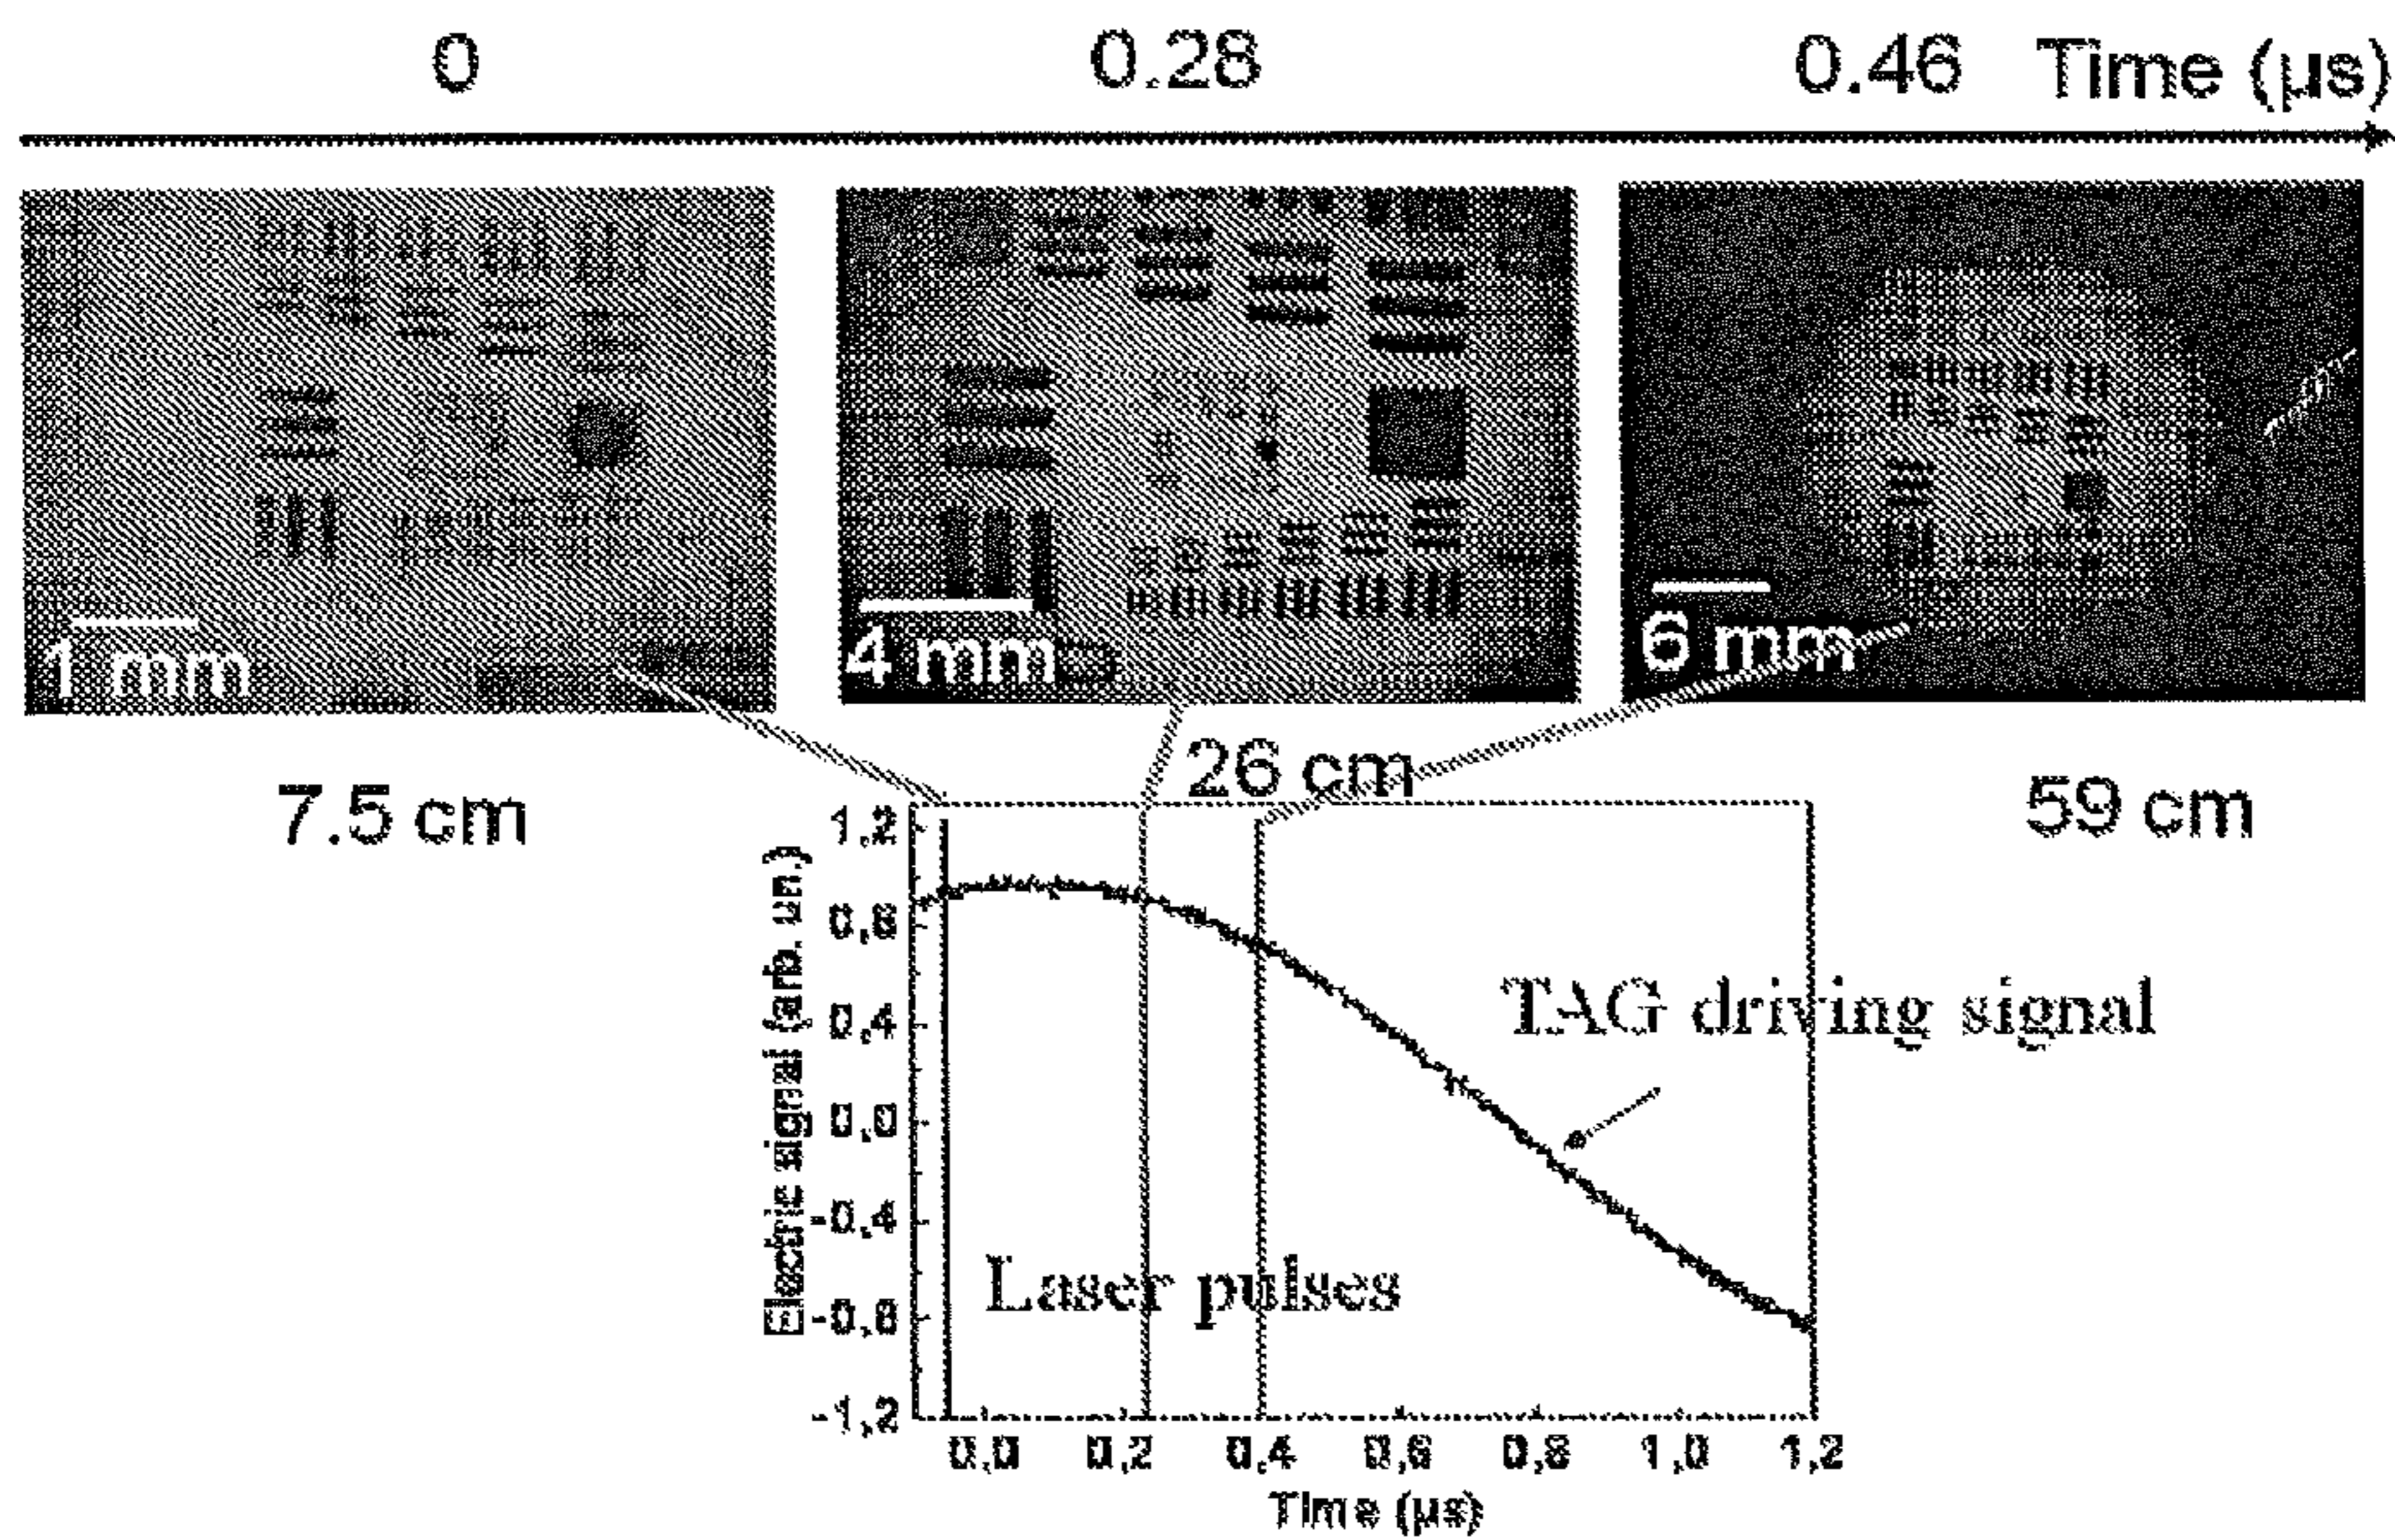 0 0.28 0.46 Time (μs)
1 mm
4 mm
6 mm
7.5 cm
26 cm
59 cm
Electric signal (arb. un.)
1,2
0,8
0,4
0,0
-0,4
-0,8
-1,2
TAG driving signal
Laser pulses
0,0 0,2 0,4 0,6 0,8 1,0 1,2
Time (μs)